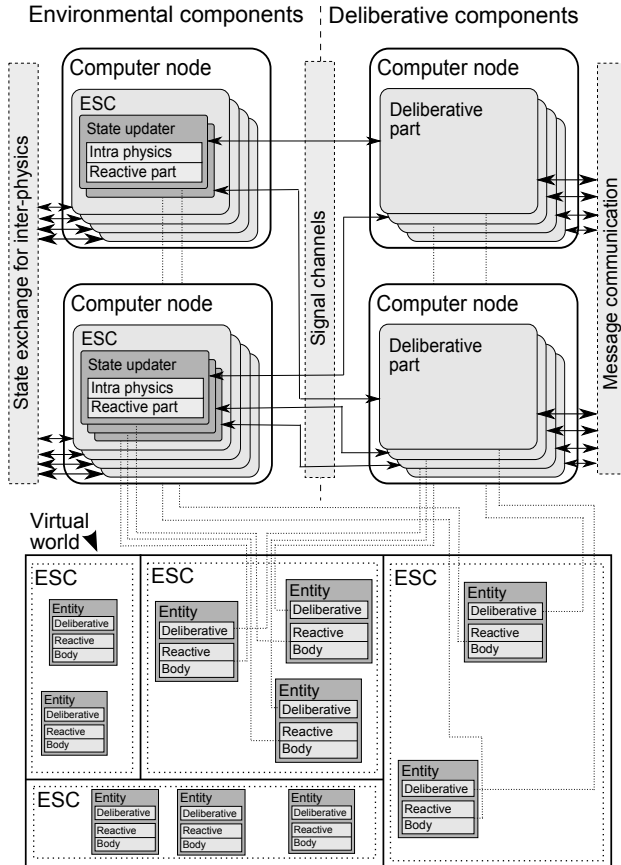 Environmental components
Deliberative components
State exchange for inter-physics
Computer node
ESC
State updater
Intra physics
Reactive part
Signal channels
Computer node
Deliberative
part
Message communication
Computer node
ESC
State updater
Intra physics
Reactive part
Computer node
Deliberative
part
Virtual
world
ESC
Entity
Deliberative
Reactive
Body
Entity
Deliberative
Reactive
Body
ESC
Entity
Deliberative
Reactive
Body
Entity
Deliberative
Reactive
Body
Entity
Deliberative
Reactive
Body
ESC
Entity
Deliberative
Reactive
Body
Entity
Deliberative
Reactive
Body
ESC
Entity
Deliberative
Reactive
Body
Entity
Deliberative
Reactive
Body
Entity
Deliberative
Reactive
Body